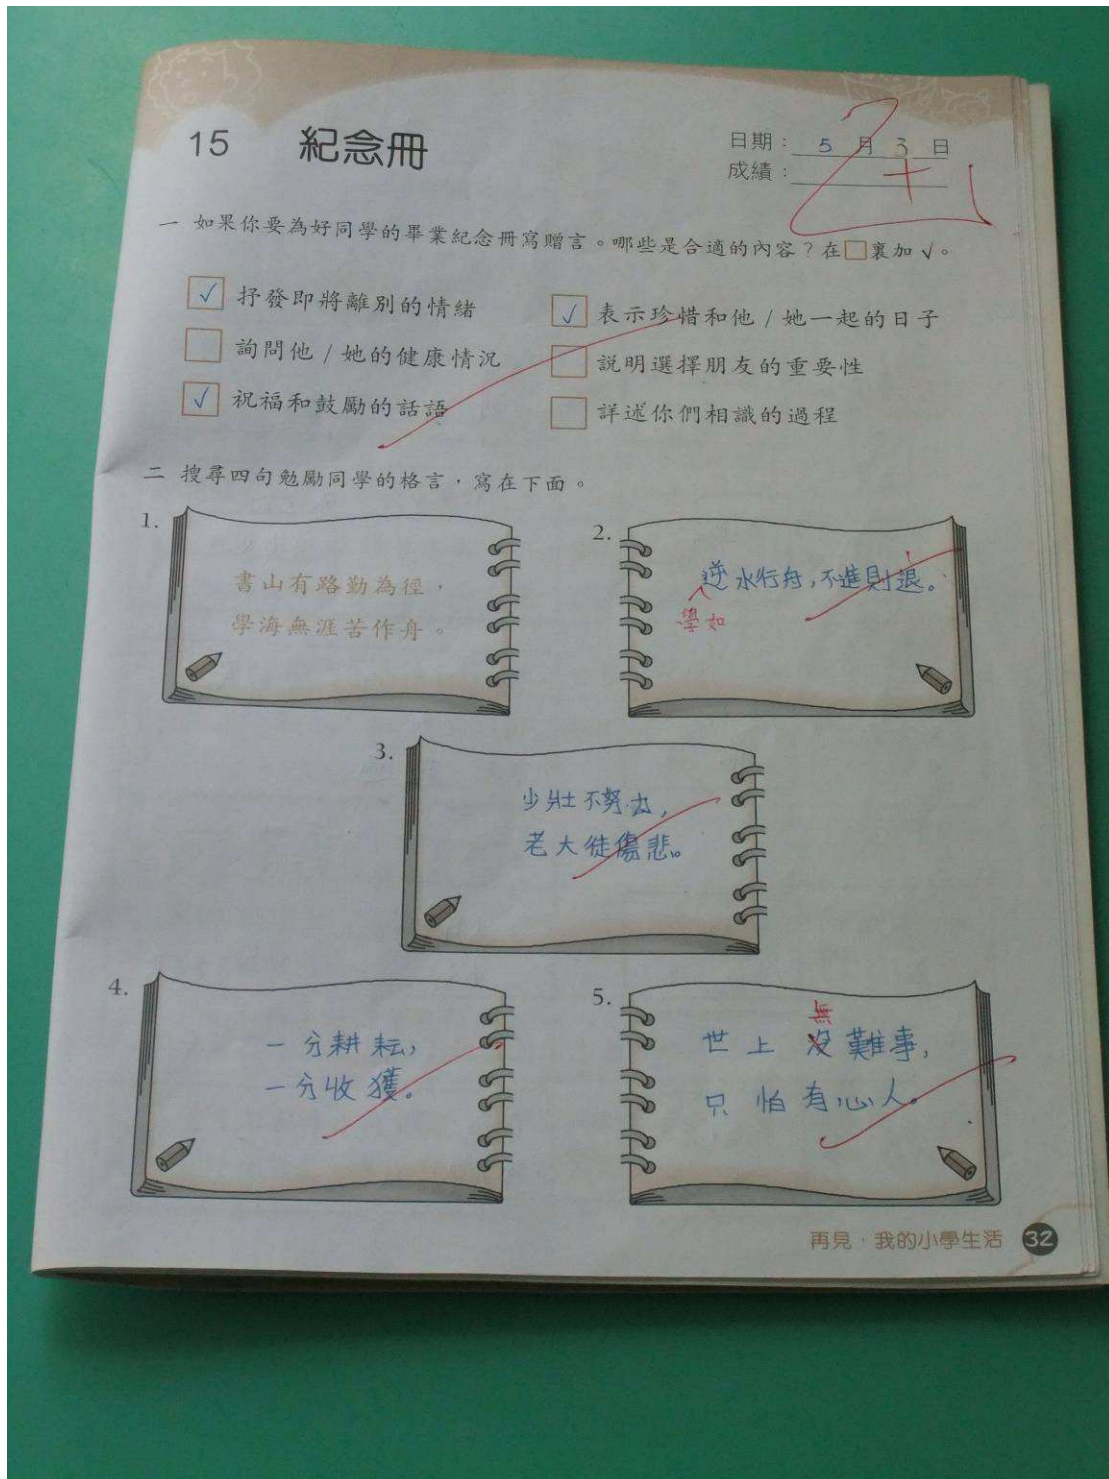 15 紀念冊
日期：5月3日
成績：
一 如果你要為好同學的畢業紀念冊寫贈言。哪些是合適的內容？在□裏加√。
√ 抒發即將離別的情緒
√ 表示珍惜和他 / 她一起的日子
詢問他 / 她的健康情況
説明選擇朋友的重要性
√ 祝福和鼓勵的話語
詳述你們相識的過程
二 搜尋四句勉勵同學的格言，寫在下面。
1.
書山有路勤為徑，
學海無涯苦作舟。
2.
逆水行舟，不進則退。
學如
3.
少壯不努力，
老大徒傷悲。
4.
一分耕耘，
一分收獲。
5.
無
世上沒難事，
只怕有心人。
再見，我的小學生活 32